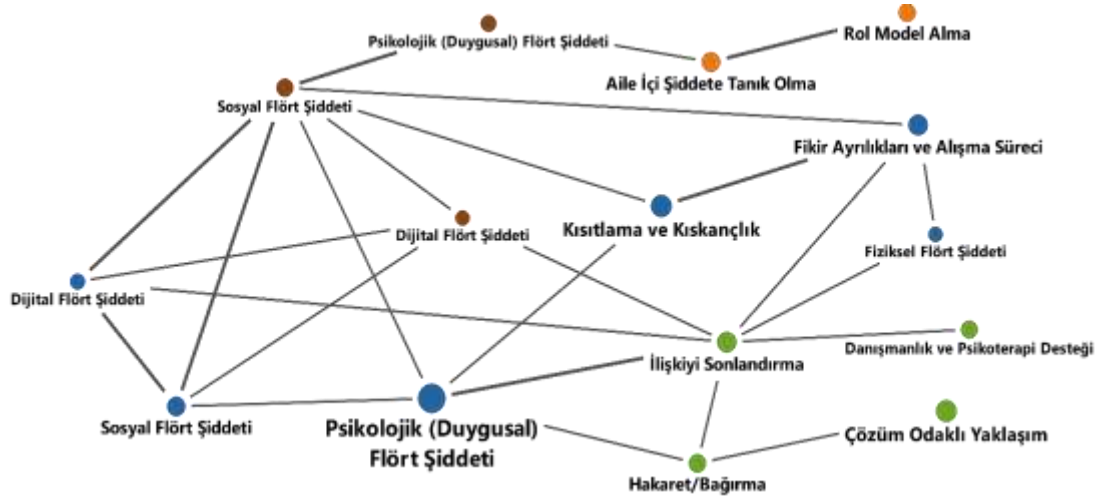 Psikolojik (Duygusal) Flört Şiddeti
Rol Model Alma
Aile İçi Şiddete Tanık Olma
Sosyal Flört Şiddeti
Fikir Ayrılıkları ve Alışma Süreci
Kısıtlama ve Kıskançlık
Dijital Flört Şiddeti
Fiziksel Flört Şiddeti
Dijital Flört Şiddeti
Danışmanlık ve Psikoterapi Desteği
İlişkiyi Sonlandırma
Sosyal Flört Şiddeti
Psikolojik (Duygusal)
Flört Şiddeti
Çözüm Odaklı Yaklaşım
Hakaret/Bağırma